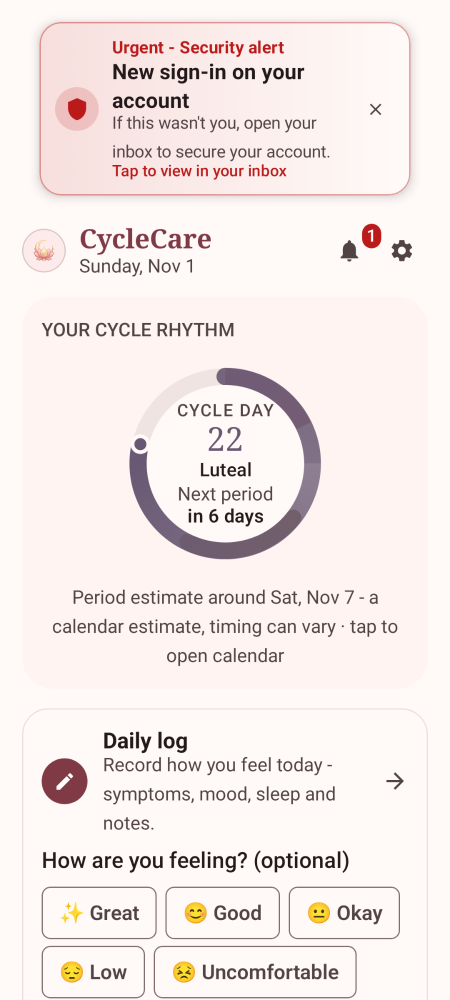 Urgent - Security alert
New sign-in on your
account
If this wasn't you, open your
inbox to secure your account.
Tap to view in your inbox
CycleCare
Sunday, Nov 1
1
YOUR CYCLE RHYTHM
CYCLE DAY
22
Luteal
Next period
in 6 days
Period estimate around Sat, Nov 7 - a
calendar estimate, timing can vary · tap to
open calendar
Daily log
Record how you feel today -
symptoms, mood, sleep and
notes.
How are you feeling? (optional)
✨ Great
😊 Good
😐 Okay
😔 Low
😣 Uncomfortable